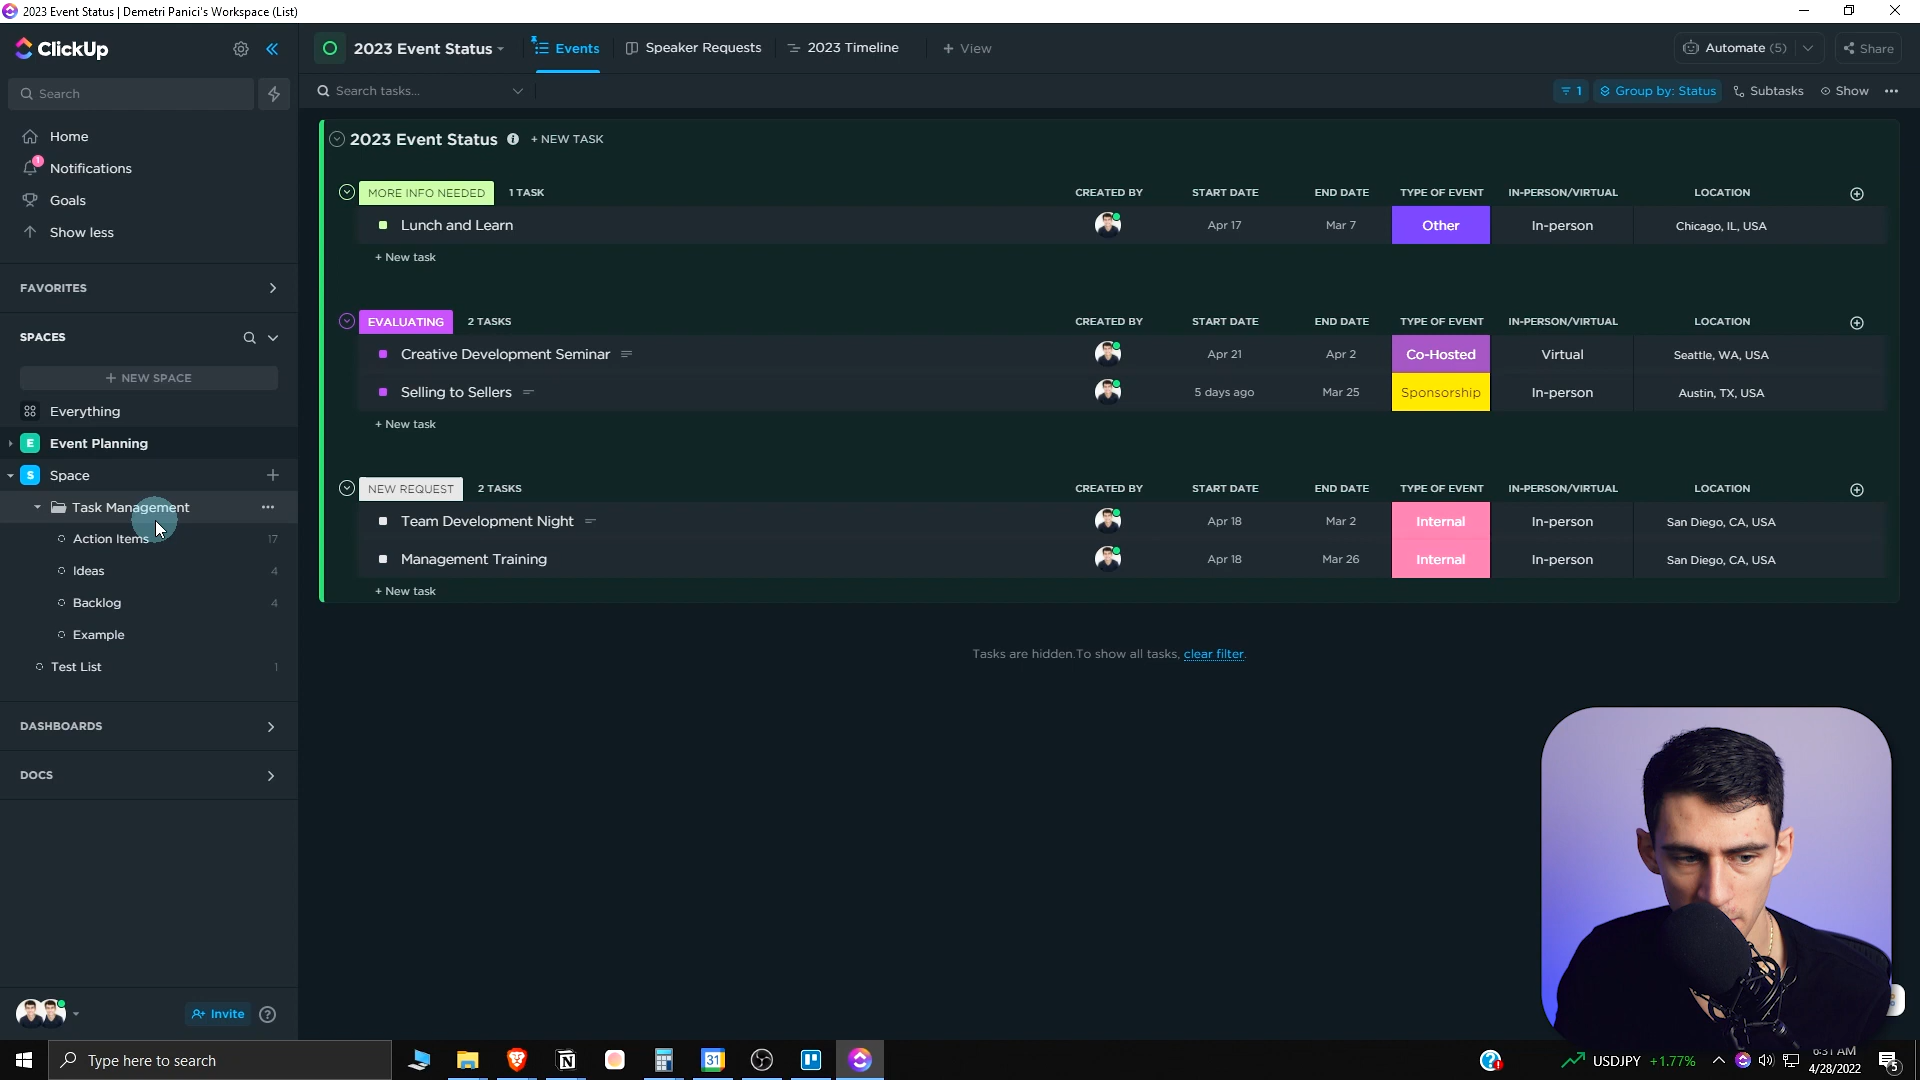 2023 Event Status | Demetri Panici's Workspace (List)
ClickUp
Search
Home
1
Notifications
Goals
Show less
FAVORITES
SPACES
+ NEW SPACE
Everything
E Event Planning
S Space
Task Management
Action Items 17
Ideas 4
Backlog 4
Example
Test List 1
DASHBOARDS
DOCS
Invite
2023 Event Status Events Speaker Requests 2023 Timeline + View Automate (5) Share
Search tasks... 1 Group by: Status Subtasks Show
2023 Event Status + NEW TASK
MORE INFO NEEDED 1 TASK CREATED BY START DATE END DATE TYPE OF EVENT IN-PERSON/VIRTUAL LOCATION
Lunch and Learn Apr 17 Mar 7 Other In-person Chicago, IL, USA
+ New task
EVALUATING 2 TASKS CREATED BY START DATE END DATE TYPE OF EVENT IN-PERSON/VIRTUAL LOCATION
Creative Development Seminar Apr 21 Apr 2 Co-Hosted Virtual Seattle, WA, USA
Selling to Sellers 5 days ago Mar 25 Sponsorship In-person Austin, TX, USA
+ New task
NEW REQUEST 2 TASKS CREATED BY START DATE END DATE TYPE OF EVENT IN-PERSON/VIRTUAL LOCATION
Team Development Night Apr 18 Mar 2 Internal In-person San Diego, CA, USA
Management Training Apr 18 Mar 26 Internal In-person San Diego, CA, USA
+ New task
Tasks are hidden.To show all tasks, clear filter.
Type here to search
31
USDJPY +1.77%
6:31 AM
4/28/2022
5